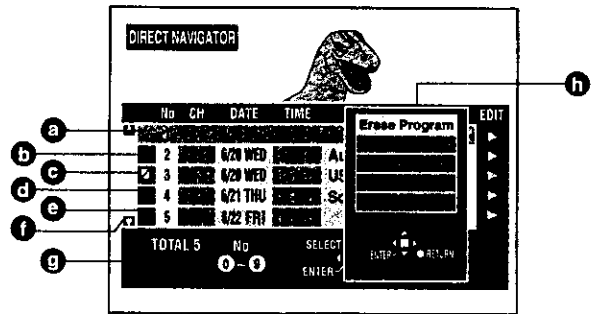 DIRECT NAVIGATOR
h
No CH DATE TIME EDIT
Erase Program
a
b 2 6/20 WED Au
c 3 6/20 WED US
d 4 6/21 THU Sc
e 5 6/22 FRI
f
g TOTAL 5 No SELECT
0 ~ 9 ENTER
ENTER RETURN